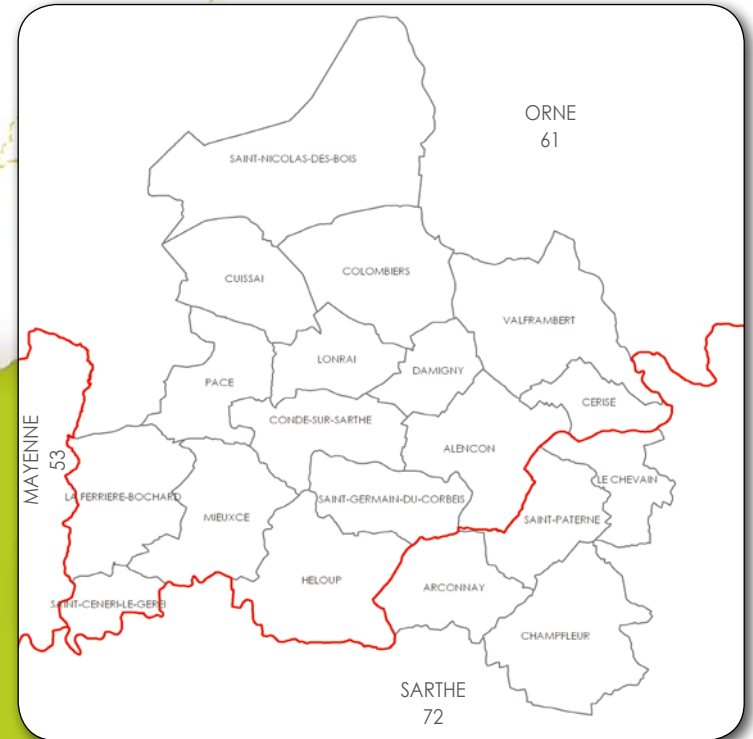 ORNE
61
SAINT-NICOLAS-DES-BOIS
CUISSAI
COLOMBIERS
VALFRAMBERT
LONRAI
DAMIGNY
PACE
CERISE
CONDE-SUR-SARTHE
ALENCON
MAYENNE
53
LE CHEVAIN
LA FERRIERE-BOCHARD
SAINT-GERMAIN-DU-CORBEIS
MIEUXCE
SAINT-PATERNE
HELOUP
ARCONNAY
SAINT-CENERI-LE-GEREI
CHAMPFLEUR
SARTHE
72